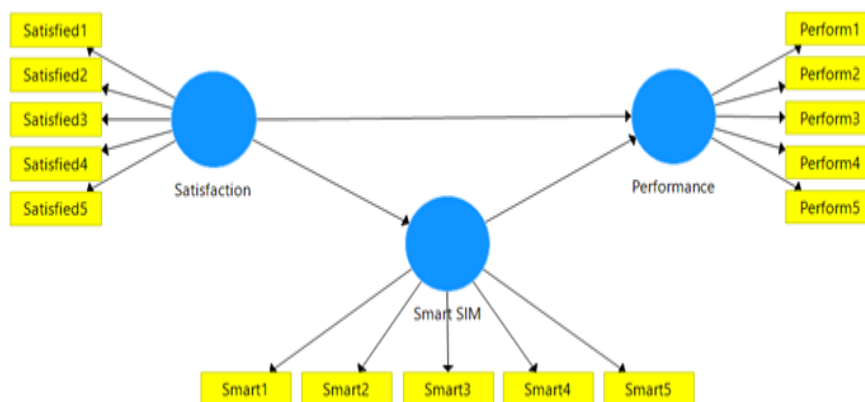 Satisfied1
Satisfied2
Satisfied3
Satisfied4
Satisfied5
Satisfaction
Perform1
Perform2
Perform3
Perform4
Perform5
Performance
Smart SIM
Smart1
Smart2
Smart3
Smart4
Smart5